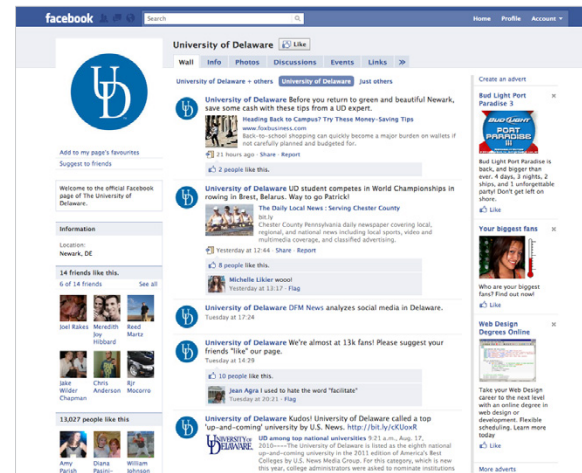 facebook
Search
Home Profile Account
University of Delaware Like
Wall Info Photos Discussions Events Links »
University of Delaware + others University of Delaware Just others
UD
Add to my page's favourites
Suggest to friends
Welcome to the official Facebook
page of The University of
Delaware.
Information
Location:
Newark, DE
14 friends like this.
6 of 14 friends See all
Joel Rakes
Meredith
Joy
Hibbard
Reed
Martz
Jake
Wilder
Chapman
Chris
Anderson
Rjr
Mocorro
13,027 people like this
Amy
Parish
Diana
William
Johnson
University of Delaware Before you return to green and beautiful Newark,
save some cash with these tips from a UD expert.
Heading Back to Campus? Try These Money-Saving Tips
www.foxbusiness.com
Back-to-school shopping can quickly become a major burden on wallets if
not carefully planned and budgeted for.
21 hours ago · Share · Report
2 people like this.
University of Delaware UD student competes in World Championships in
rowing in Brest, Belarus. Way to go Patrick!
The Daily Local News : Serving Chester County
bit.ly
Chester County Pennsylvania daily newspaper covering local,
regional, and national news including local sports, video and
multimedia coverage, and classified advertising.
Yesterday at 12:44 · Share · Report
8 people like this.
Michelle Likier wooo!
Yesterday at 13:17 · Flag
University of Delaware DFM News analyzes social media in Delaware.
Tuesday at 17:24
University of Delaware We're almost at 13k fans! Please suggest your
friends "like" our page.
Tuesday at 14:29
10 people like this.
Jean Agra I used to hate the word "facilitate"
Tuesday at 20:21 · Flag
University of Delaware Kudos! University of Delaware called a top
'up-and-coming' university by U.S. News. http://bit.ly/cKUoxR
UNIVERSITY OF
DELAWARE
UD among top national universities 9:21 a.m., Aug. 17,
2010----The University of Delaware is listed as the eighth national
up-and-coming university in the 2011 edition of America's Best
Colleges by U.S. News Media Group. For this category, which is new
this year, college administrators were asked to nominate institutions
Create an advert
Bud Light Port
Paradise 3
BUD LIGHT
PORT
PARADISE
III
Bud Light Port Paradise is
back, and bigger than
ever. 4 days, 3 nights, 2
ships, and 1 unforgettable
party! Don't get left on
shore.
Like
Your biggest fans
Who are your biggest
fans? Find out now!
Like
Web Design
Degrees Online
Take your Web Design
career to the next level
with an online degree in
web design or
development. Flexible
scheduling. Learn more
today
Like
More adverts